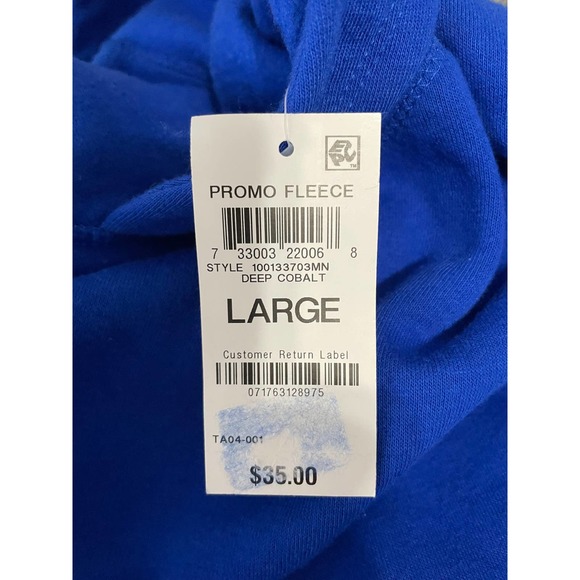 PROMO FLEECE
7 33003 22006 8
STYLE 100133703MN
DEEP COBALT
LARGE
Customer Return Label
071763128975
TA04-001
$35.00